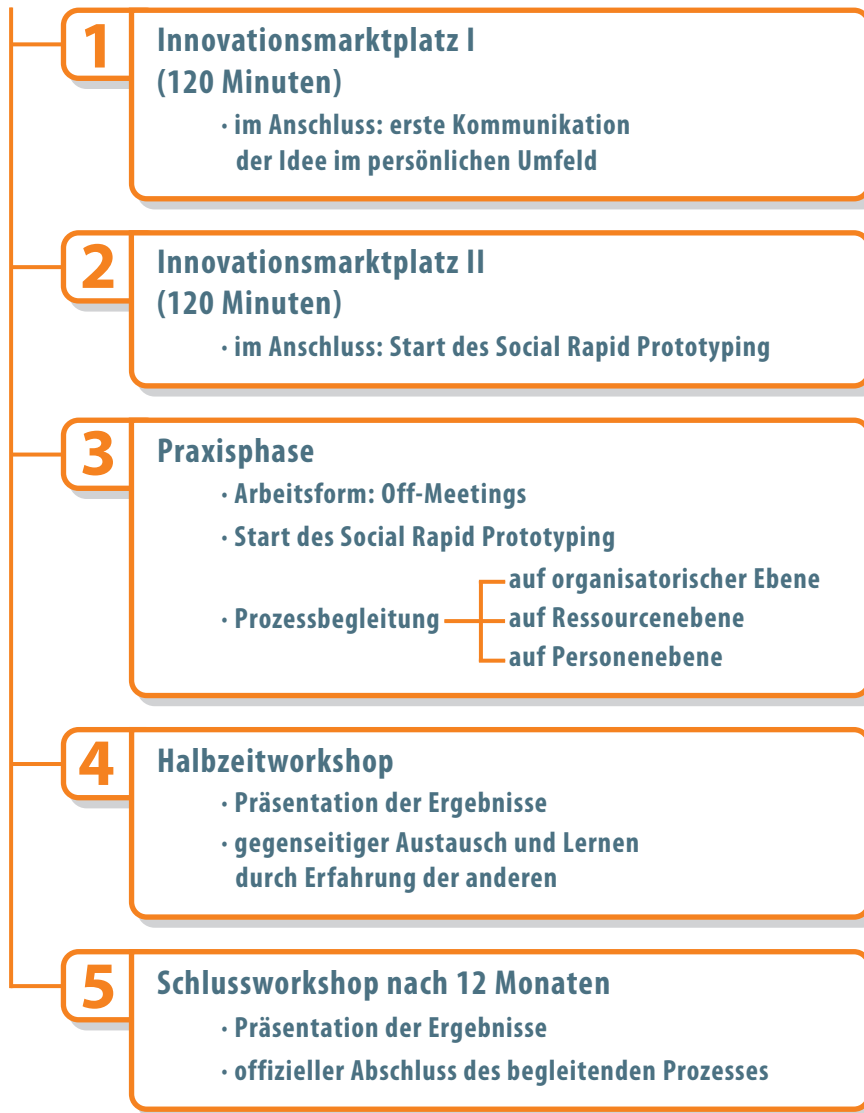 1
Innovationsmarktplatz I
(120 Minuten)
· im Anschluss: erste Kommunikation
der Idee im persönlichen Umfeld
2
Innovationsmarktplatz II
(120 Minuten)
· im Anschluss: Start des Social Rapid Prototyping
3
Praxisphase
· Arbeitsform: Off-Meetings
· Start des Social Rapid Prototyping
· Prozessbegleitung
auf organisatorischer Ebene
auf Ressourcenebene
auf Personenebene
4
Halbzeitworkshop
· Präsentation der Ergebnisse
· gegenseitiger Austausch und Lernen
durch Erfahrung der anderen
5
Schlussworkshop nach 12 Monaten
· Präsentation der Ergebnisse
· offizieller Abschluss des begleitenden Prozesses